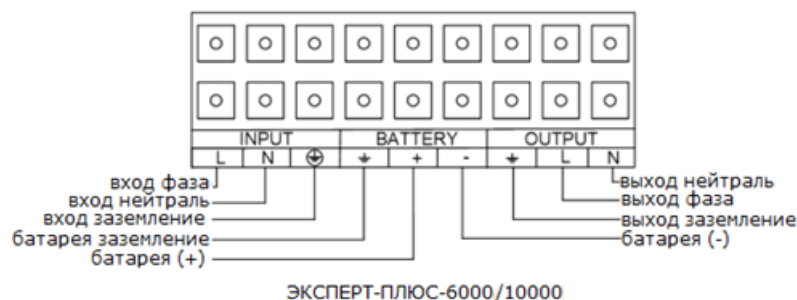 INPUT BATTERY OUTPUT
L N ⏚ ⏚ + - ⏚ L N
вход фаза
выход нейтраль
вход нейтраль
выход фаза
вход заземление
выход заземление
батарея заземление
батарея (-)
батарея (+)
ЭКСПЕРТ-ПЛЮС-6000/10000